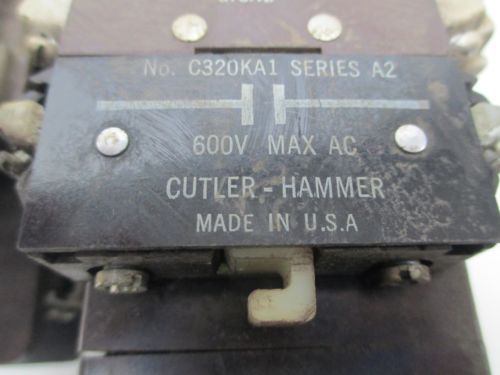 No. C320KA1 SERIES A2
600V MAX AC
CUTLER-HAMMER
MADE IN U.S.A